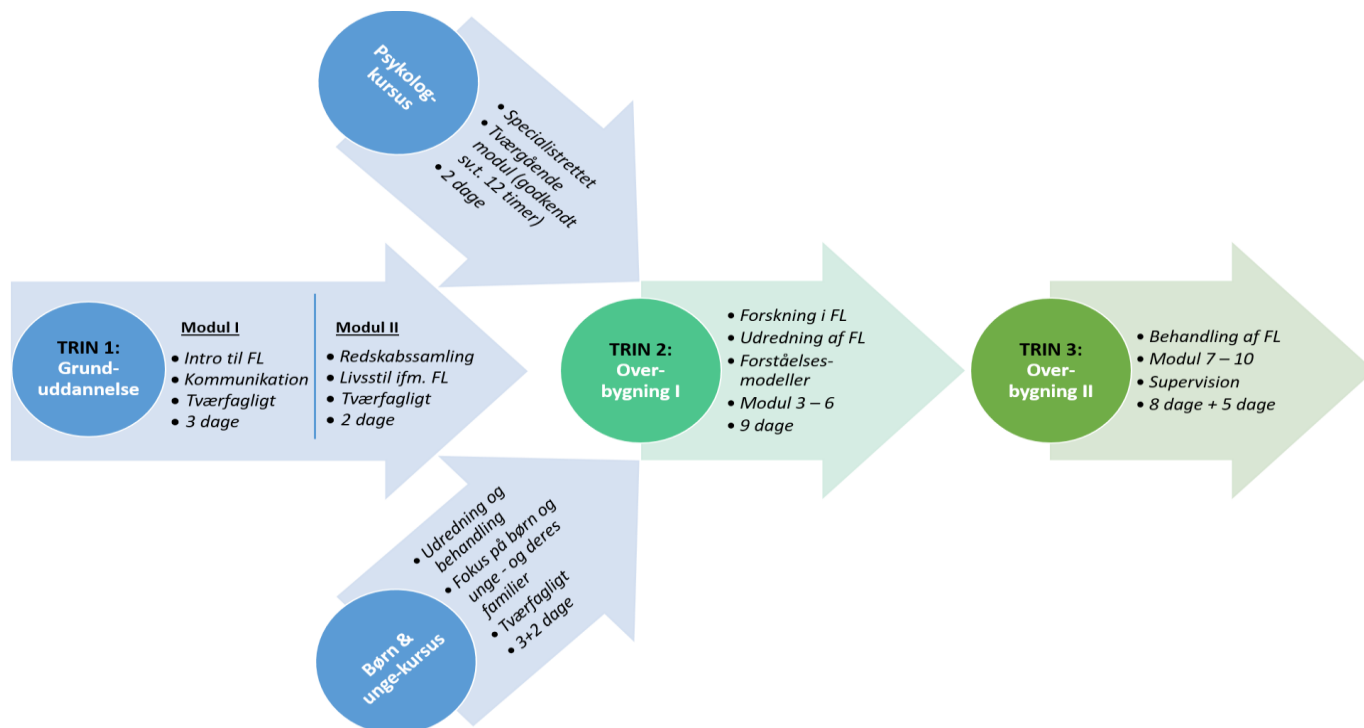 Psykolog-
kursus
• Specialistrettet
• Tværgående
modul (godkendt
sv.t. 12 timer)
• 2 dage
TRIN 1:
Grund-
uddannelse
Modul I
• Intro til FL
• Kommunikation
• Tværfagligt
• 3 dage
Modul II
• Redskabssamling
• Livsstil ifm. FL
• Tværfagligt
• 2 dage
TRIN 2:
Over-
bygning I
• Forskning i FL
• Udredning af FL
• Forståelses-
modeller
• Modul 3 – 6
• 9 dage
TRIN 3:
Over-
bygning II
• Behandling af FL
• Modul 7 – 10
• Supervision
• 8 dage + 5 dage
Børn &
unge-kursus
• Udredning og
behandling
• Fokus på børn og
unge - og deres
familier
• Tværfagligt
• 3+2 dage